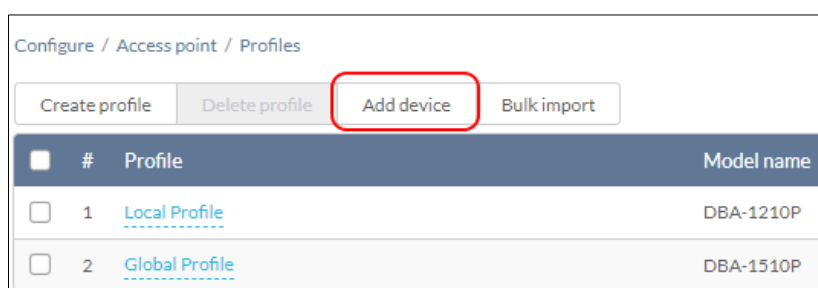 Configure / Access point / Profiles
Create profile Delete profile Add device Bulk import
# Profile Model name
1 Local Profile DBA-1210P
2 Global Profile DBA-1510P